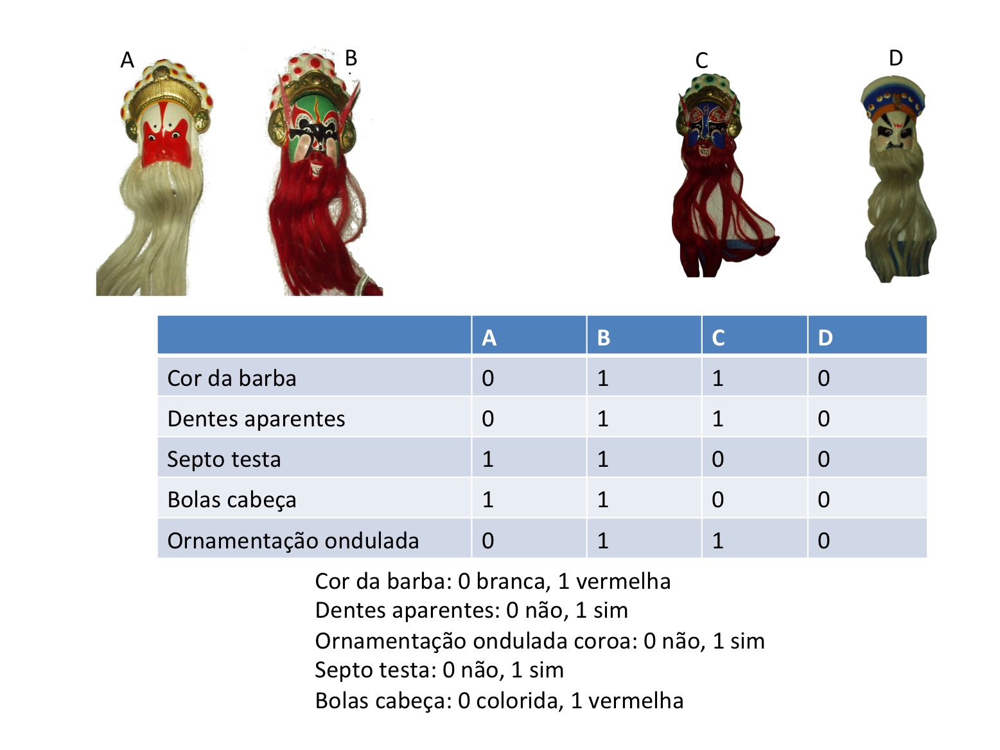 A B C D
A B C D
Cor da barba 0 1 1 0
Dentes aparentes 0 1 1 0
Septo testa 1 1 0 0
Bolas cabeça 1 1 0 0
Ornamentação ondulada 0 1 1 0
Cor da barba: 0 branca, 1 vermelha
Dentes aparentes: 0 não, 1 sim
Ornamentação ondulada coroa: 0 não, 1 sim
Septo testa: 0 não, 1 sim
Bolas cabeça: 0 colorida, 1 vermelha